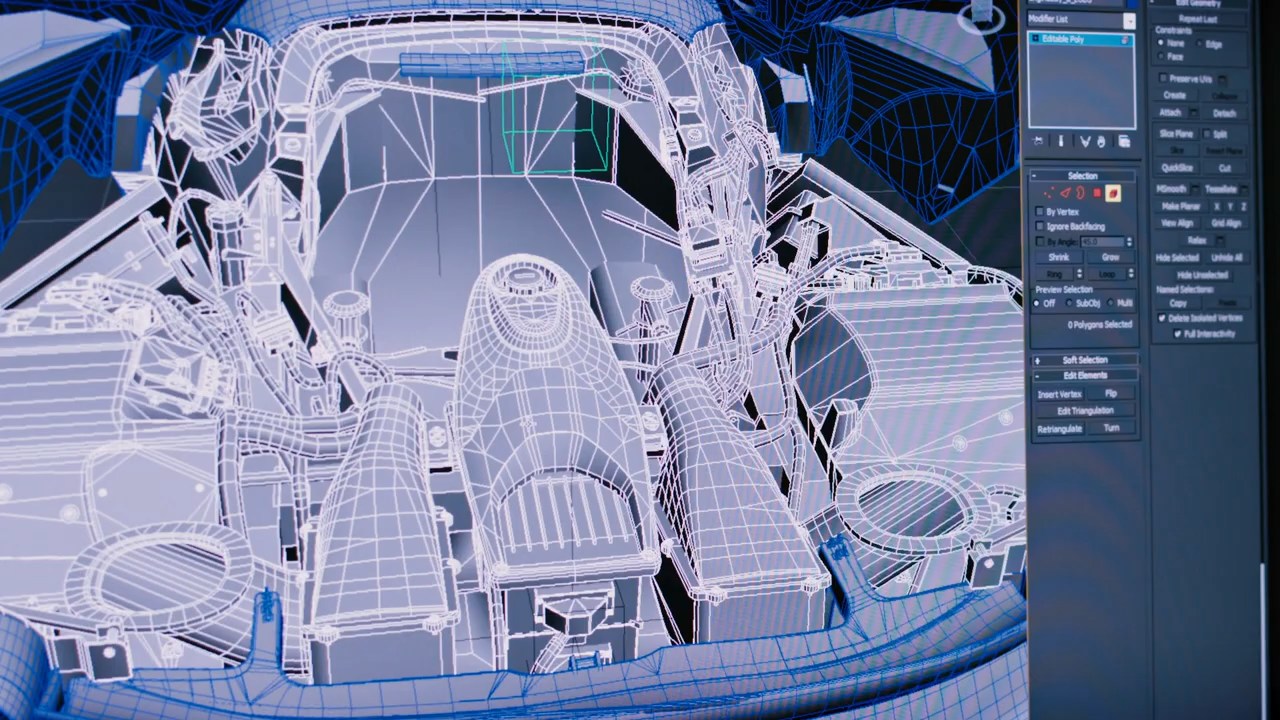 Modifier List
Editable Poly
Selection
By Vertex
Ignore Backfacing
By Angle: 45.0
Shrink
Grow
Ring
Loop
Preview Selection
Off
SubObj
Multi
0 Polygons Selected
Soft Selection
Edit Elements
Insert Vertex
Flip
Edit Triangulation
Retriangulate
Turn
Edit Geometry
Repeat Last
Constraints
None
Edge
Face
Preserve UVs
Create
Collapse
Attach
Detach
Slice Plane
Split
Slice
Reset Plane
QuickSlice
Cut
MSmooth
Tessellate
Make Planar
X
Y
Z
View Align
Grid Align
Relax
Hide Selected
Unhide All
Hide Unselected
Named Selections:
Copy
Paste
Delete Isolated Vertices
Full Interactivity